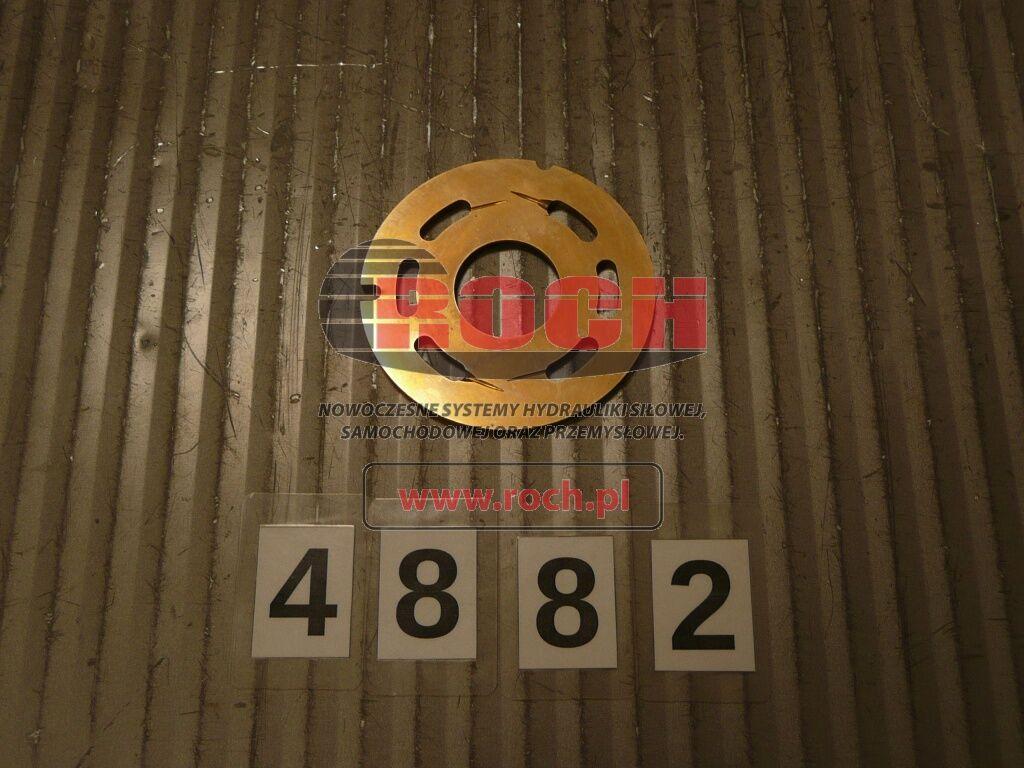 ROCH
NOWOCZESNE SYSTEMY HYDRAULIKI SIŁOWEJ,
SAMOCHODOWEJ ORAZ PRZEMYSŁOWEJ.
www.roch.pl
4882